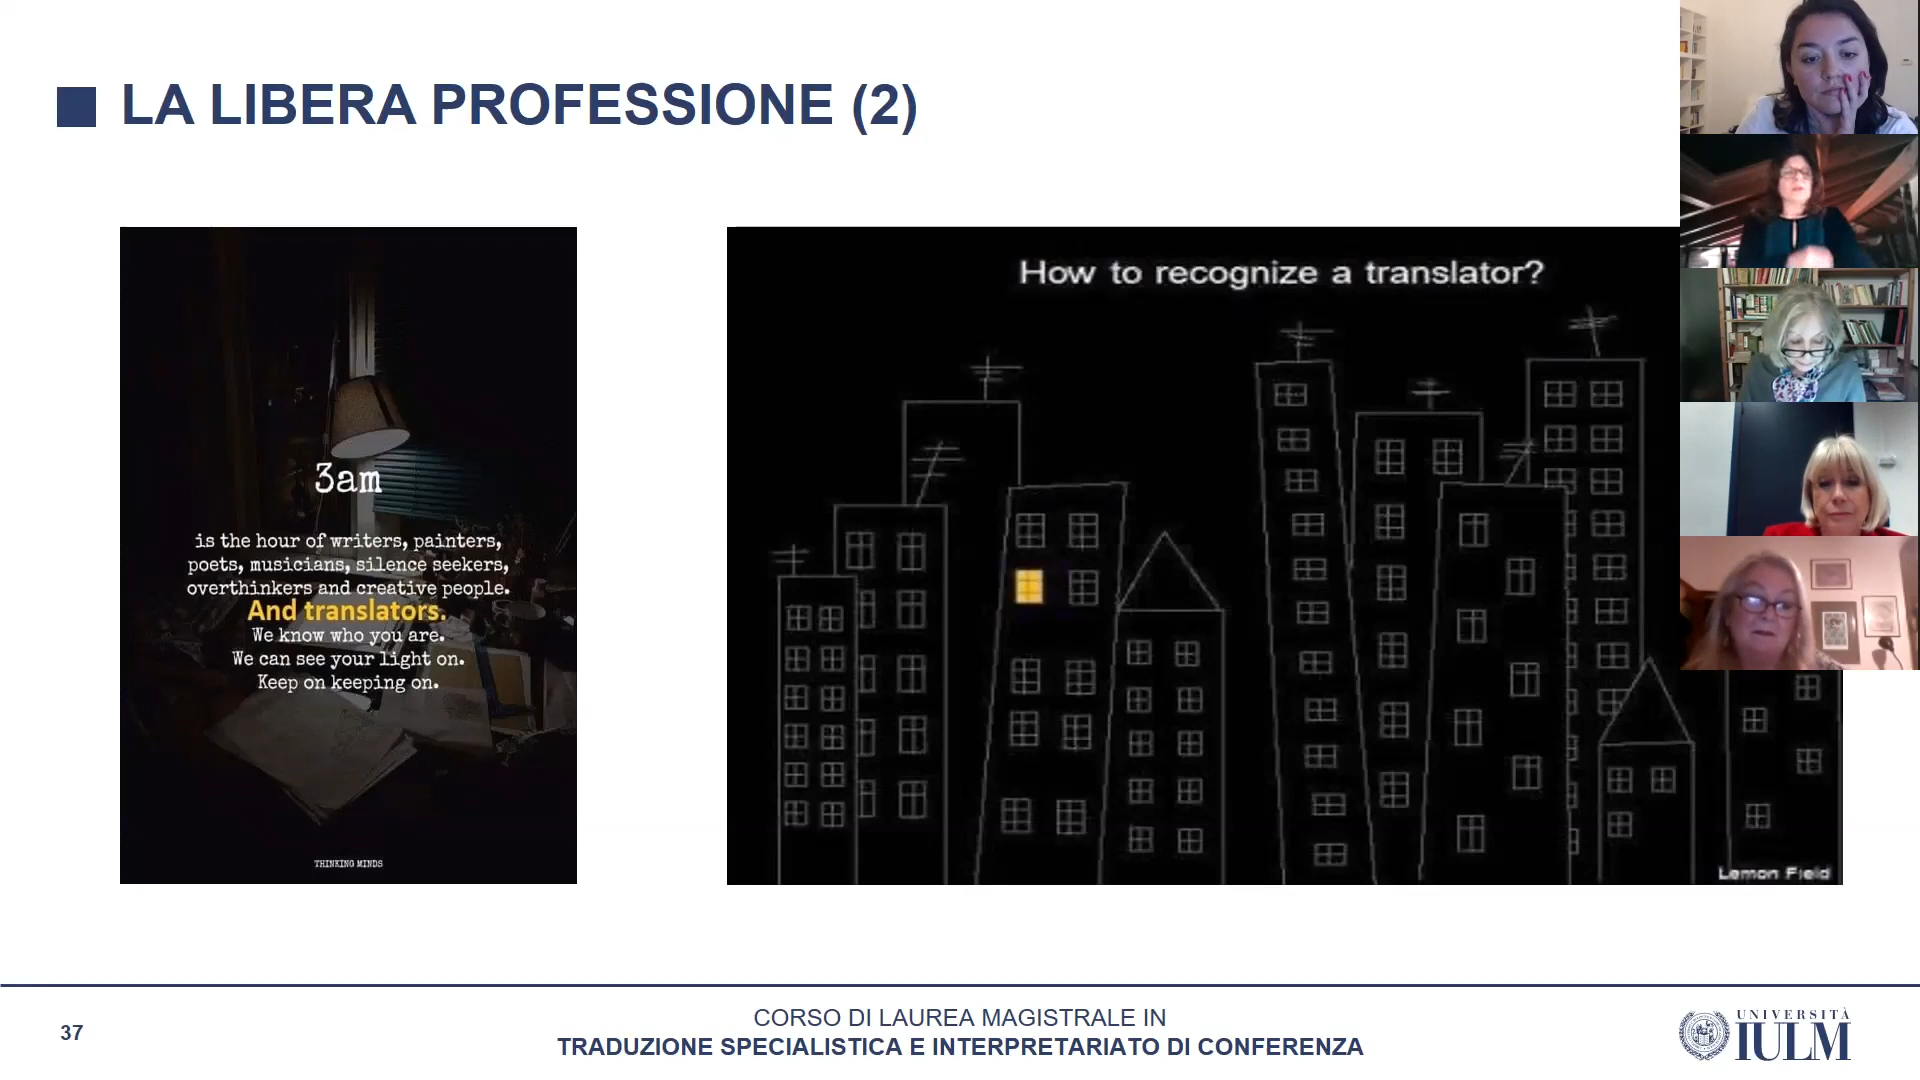 LA LIBERA PROFESSIONE (2)
3am
is the hour of writers, painters,
poets, musicians, silence seekers,
overthinkers and creative people.
And translators.
We know who you are.
We can see your light on.
Keep on keeping on.
THINKING MINDS
How to recognize a translator?
Lemon Field
37
CORSO DI LAUREA MAGISTRALE IN
TRADUZIONE SPECIALISTICA E INTERPRETARIATO DI CONFERENZA
UNIVERSITÀ
IULM